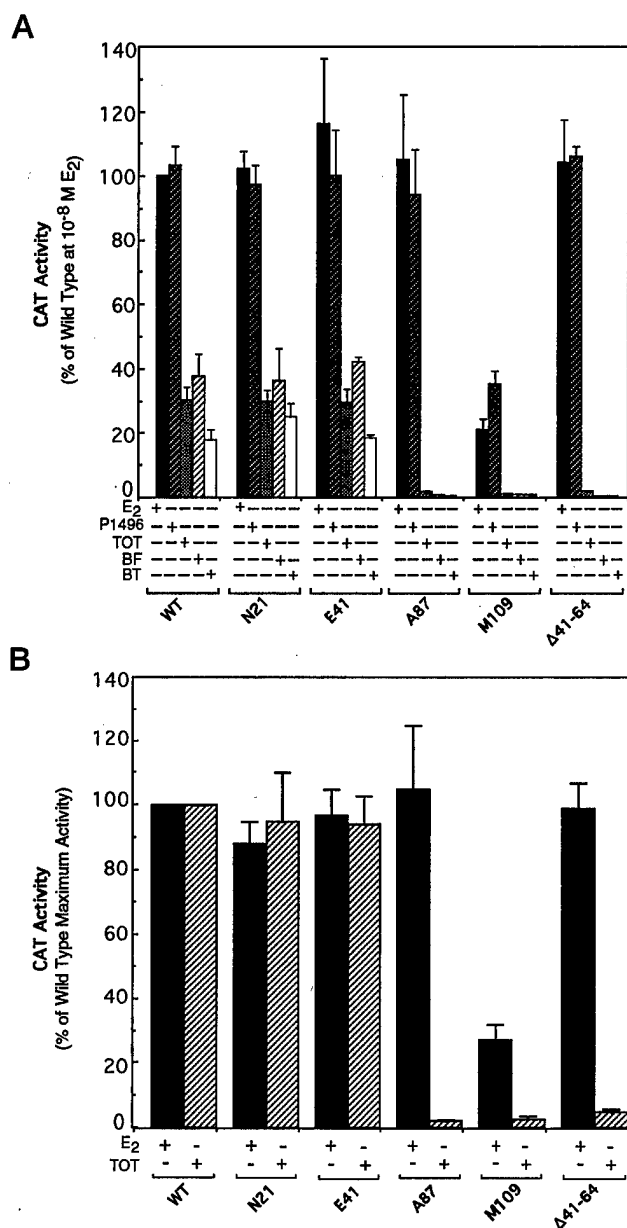 A
CAT Activity
(% of Wild Type at 10⁻⁸ M E₂)
140
120
100
80
60
40
20
0
E₂ +---- +---- +---- +---- +---- +----
P1496 -+--- -+--- -+--- -+--- -+--- -+---
TOT --+-- --+-- --+-- --+-- --+-- --+--
BF ---+- ---+- ---+- ---+- ---+- ---+-
BT ----+ ----+ ----+ ----+ ----+ ----+
WT N21 E41 A87 M109 Δ41-64
B
CAT Activity
(% of Wild Type Maximum Activity)
140
120
100
80
60
40
20
0
E₂ + - + - + - + - + - + -
TOT - + - + - + - + - + - +
WT N21 E41 A87 M109 Δ41-64